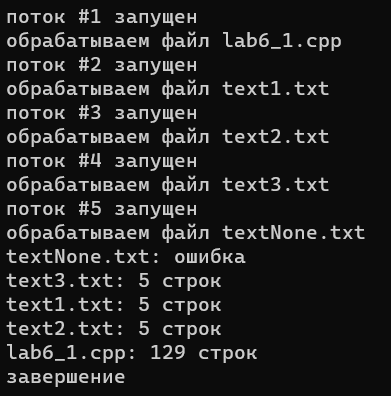 поток #1 запущен
обрабатываем файл lab6_1.cpp
поток #2 запущен
обрабатываем файл text1.txt
поток #3 запущен
обрабатываем файл text2.txt
поток #4 запущен
обрабатываем файл text3.txt
поток #5 запущен
обрабатываем файл textNone.txt
textNone.txt: ошибка
text3.txt: 5 строк
text1.txt: 5 строк
text2.txt: 5 строк
lab6_1.cpp: 129 строк
завершение